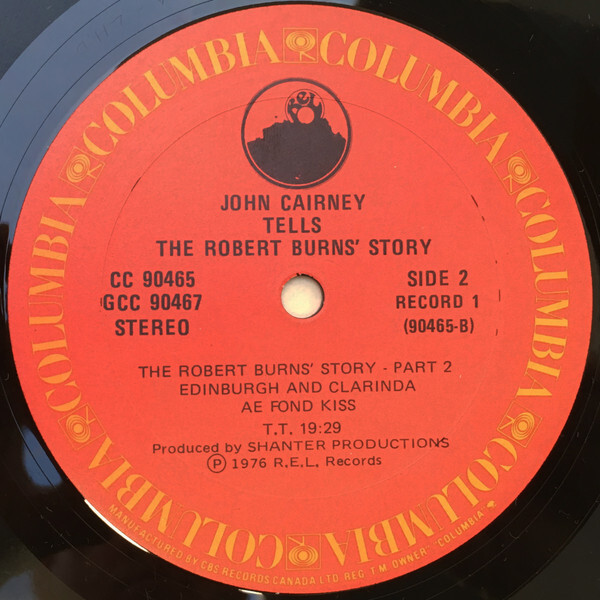 COLUMBIA COLUMBIA COLUMBIA COLUMBIA COLUMBIA COLUMBIA
rel
JOHN CAIRNEY
TELLS
THE ROBERT BURNS' STORY
CC 90465
GCC 90467
STEREO
SIDE 2
RECORD 1
(90465-B)
THE ROBERT BURNS' STORY - PART 2
EDINBURGH AND CLARINDA
AE FOND KISS
T.T. 19:29
Produced by SHANTER PRODUCTIONS
Ⓟ 1976 R.E.L. Records
MANUFACTURED BY CBS RECORDS CANADA LTD. REG. T.M. OWNER "COLUMBIA"